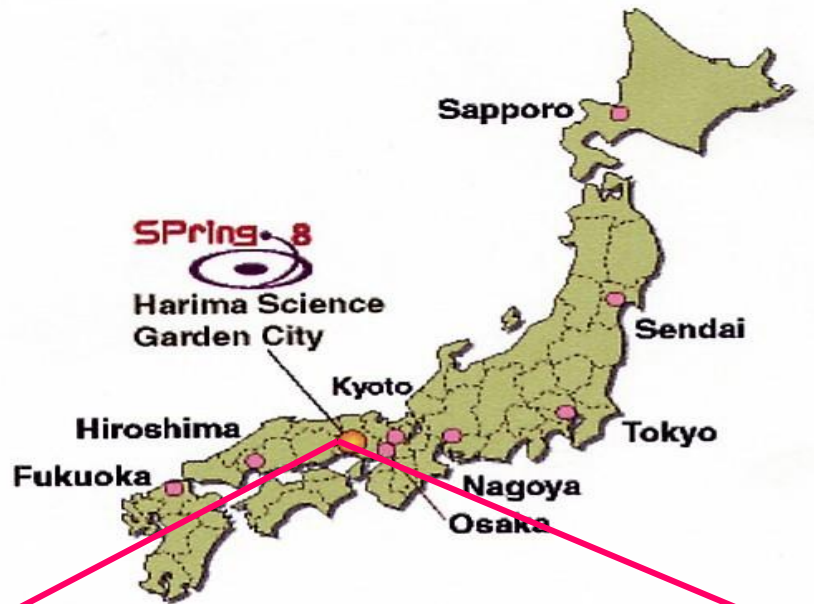 Sapporo
SPring・8
Harima Science
Garden City
Sendai
Kyoto
Hiroshima
Tokyo
Fukuoka
Nagoya
Osaka